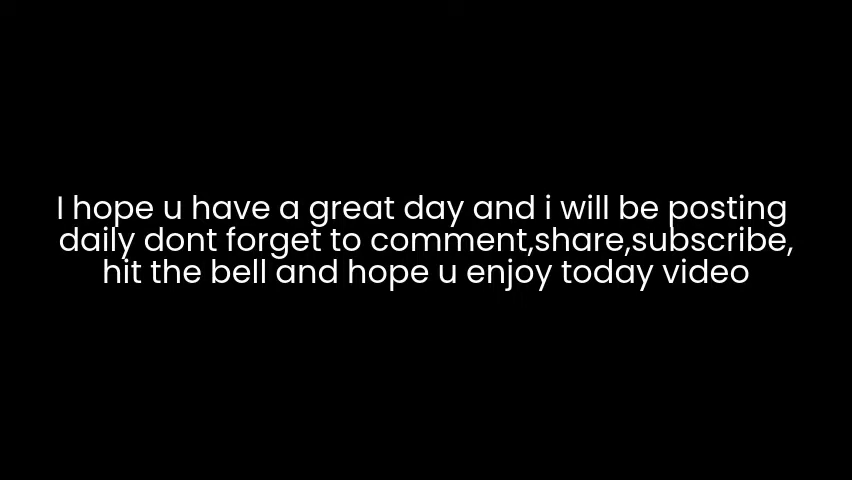 I hope u have a great day and i will be posting
daily dont forget to comment,share,subscribe,
hit the bell and hope u enjoy today video